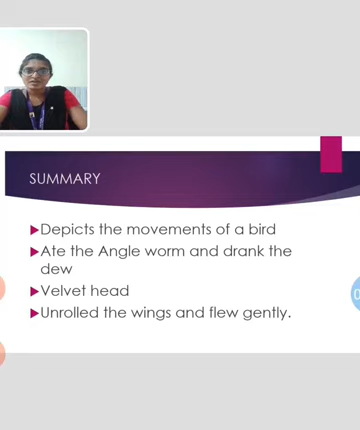 SUMMARY
Depicts the movements of a bird
Ate the Angle worm and drank the
dew
Velvet head
Unrolled the wings and flew gently.